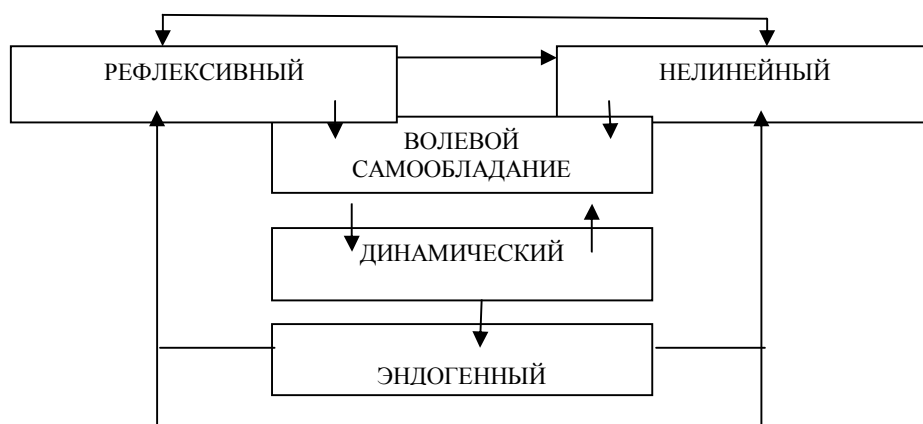 РЕФЛЕКСИВНЫЙ
НЕЛИНЕЙНЫЙ
ВОЛЕВОЙ
САМООБЛАДАНИЕ
ДИНАМИЧЕСКИЙ
ЭНДОГЕННЫЙ